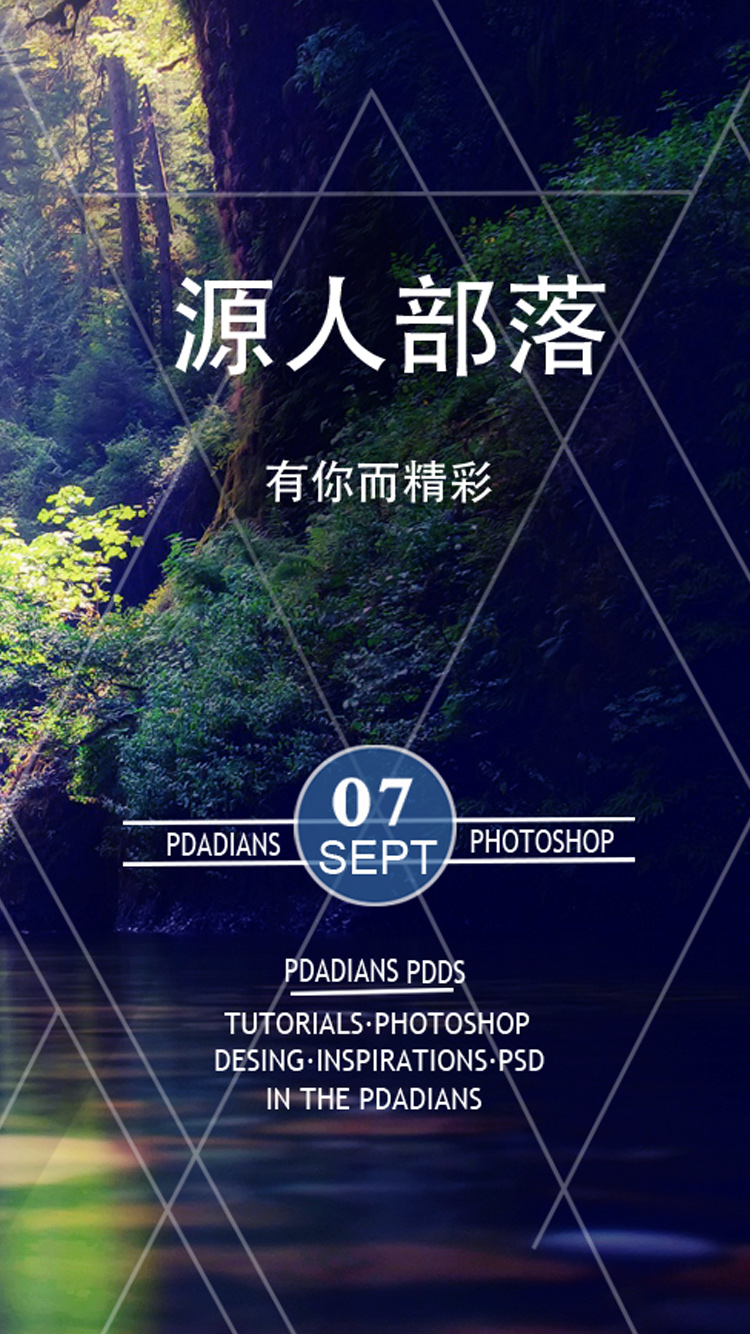 源人部落
有你而精彩
07
SEPT
PDADIANS
PHOTOSHOP
PDADIANS PDDS
TUTORIALS·PHOTOSHOP
DESING·INSPIRATIONS·PSD
IN THE PDADIANS